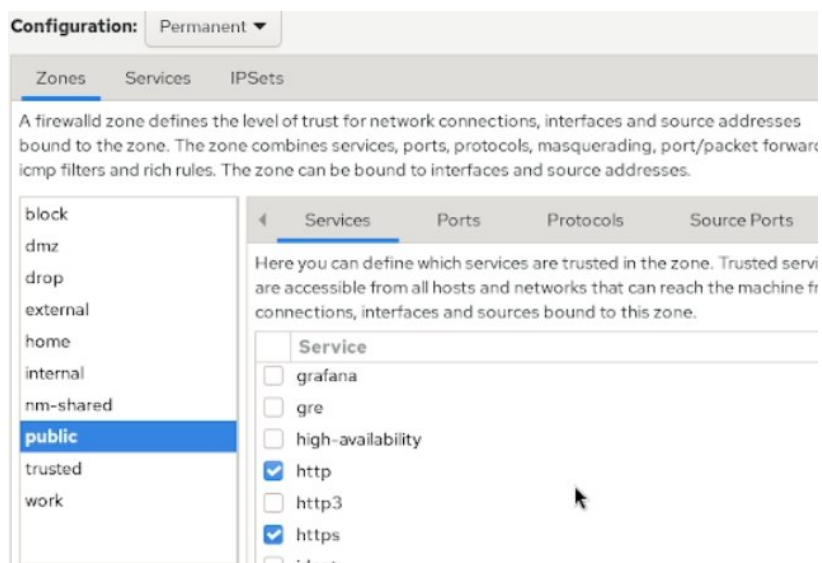 Configuration: Permanent
Zones Services IPSets
A firewalld zone defines the level of trust for network connections, interfaces and source addresses
bound to the zone. The zone combines services, ports, protocols, masquerading, port/packet forward
icmp filters and rich rules. The zone can be bound to interfaces and source addresses.
block
dmz
drop
external
home
internal
nm-shared
public
trusted
work
Services Ports Protocols Source Ports
Here you can define which services are trusted in the zone. Trusted servi
are accessible from all hosts and networks that can reach the machine fr
connections, interfaces and sources bound to this zone.
Service
grafana
gre
high-availability
http
http3
https